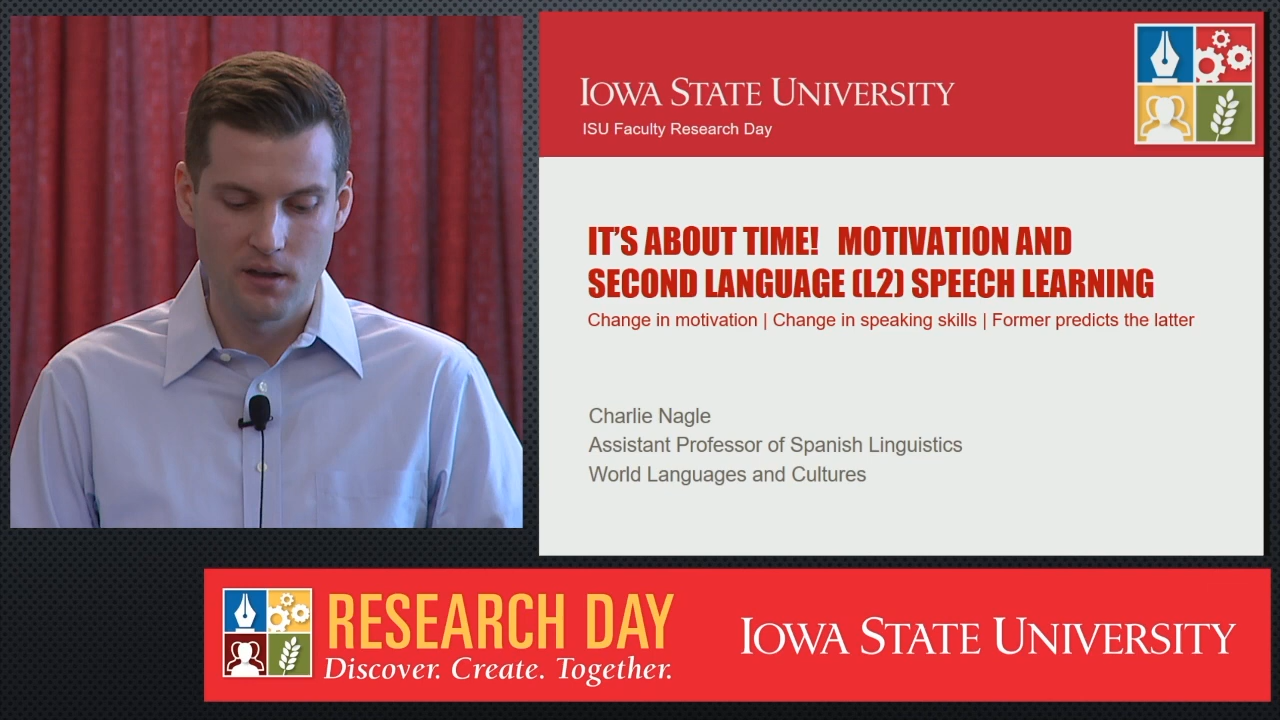 IOWA STATE UNIVERSITY
ISU Faculty Research Day
IT'S ABOUT TIME! MOTIVATION AND
SECOND LANGUAGE (L2) SPEECH LEARNING
Change in motivation | Change in speaking skills | Former predicts the latter
Charlie Nagle
Assistant Professor of Spanish Linguistics
World Languages and Cultures
RESEARCH DAY
Discover. Create. Together.
IOWA STATE UNIVERSITY